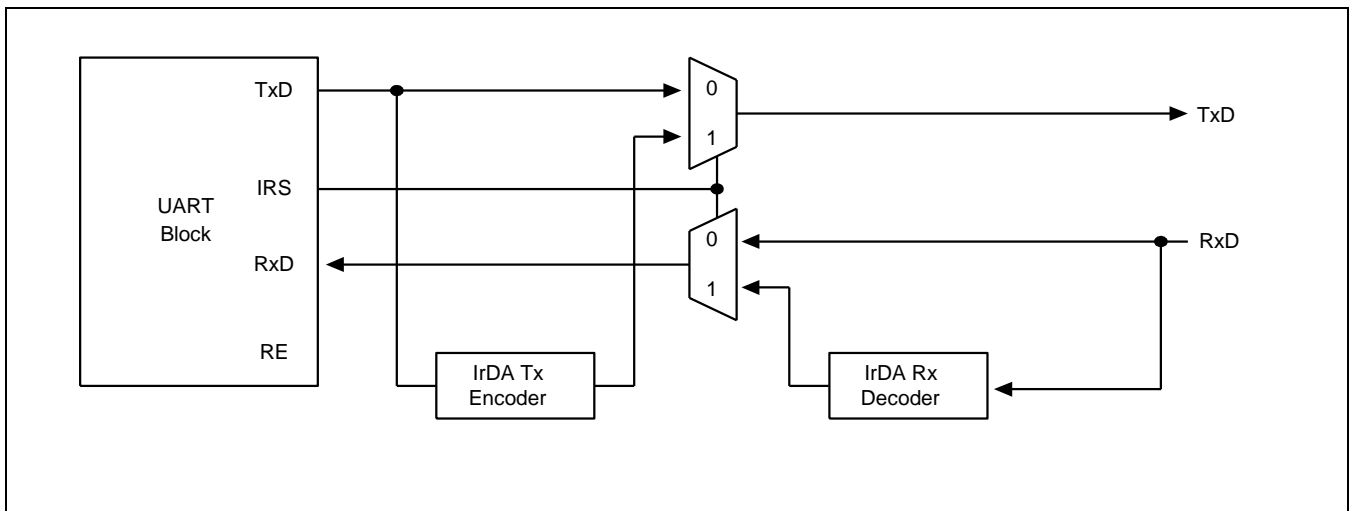 TxD
0
TxD
1
IRS
UART
Block
0
RxD
RxD
1
RE
IrDA Tx
Encoder
IrDA Rx
Decoder